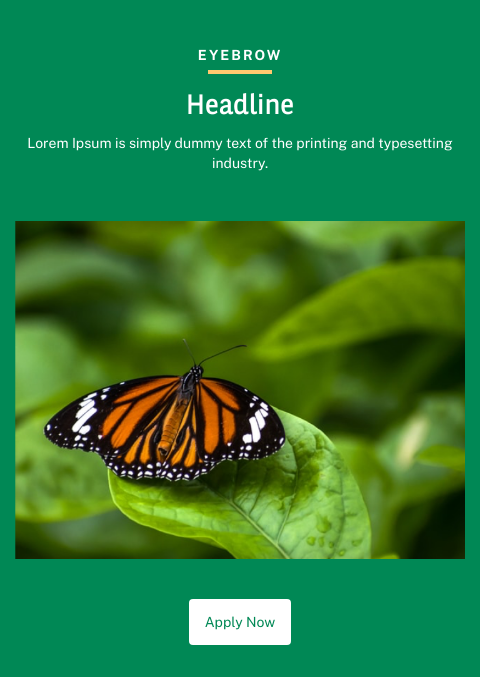 EYEBROW
Headline
Lorem Ipsum is simply dummy text of the printing and typesetting
industry.
Apply Now